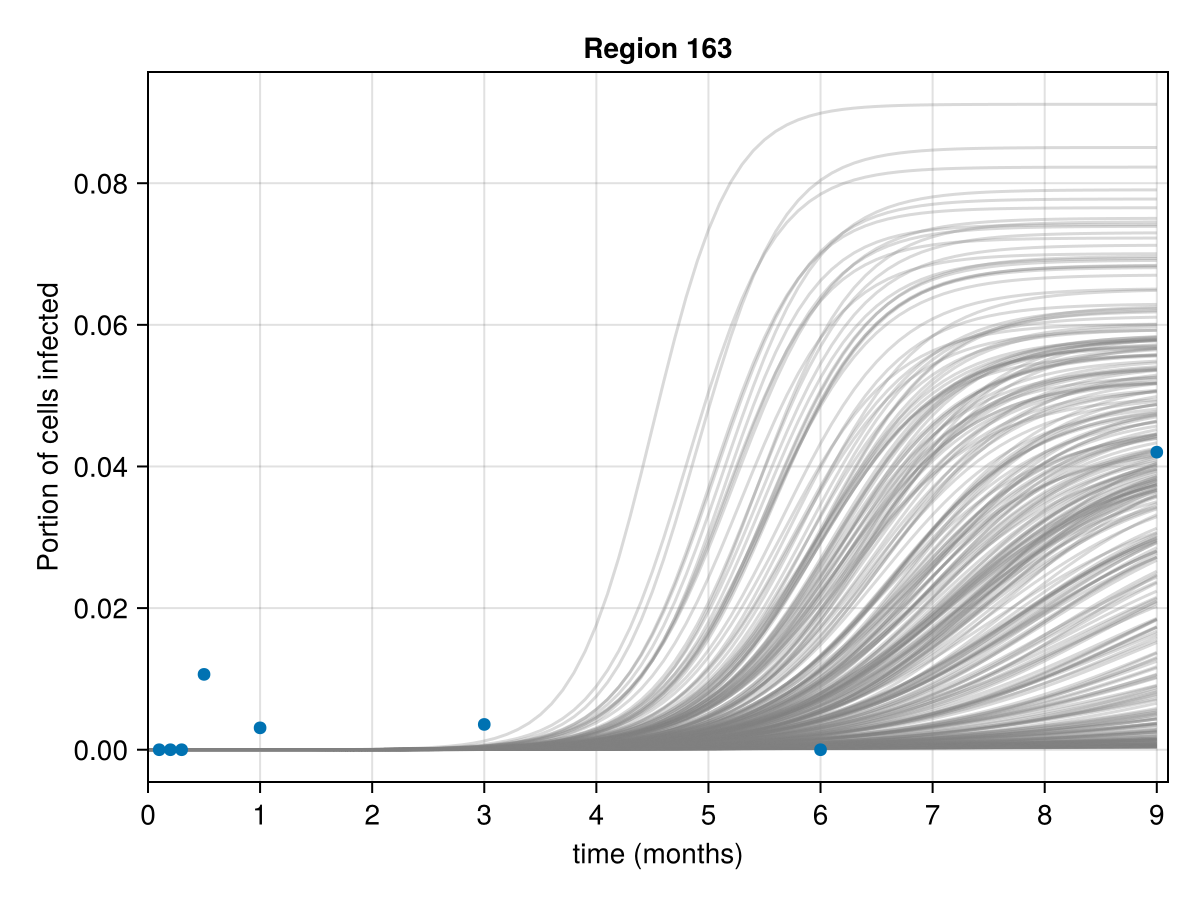 Region 163
Portion of cells infected
0.08
0.06
0.04
0.02
0.00
0 1 2 3 4 5 6 7 8 9
time (months)